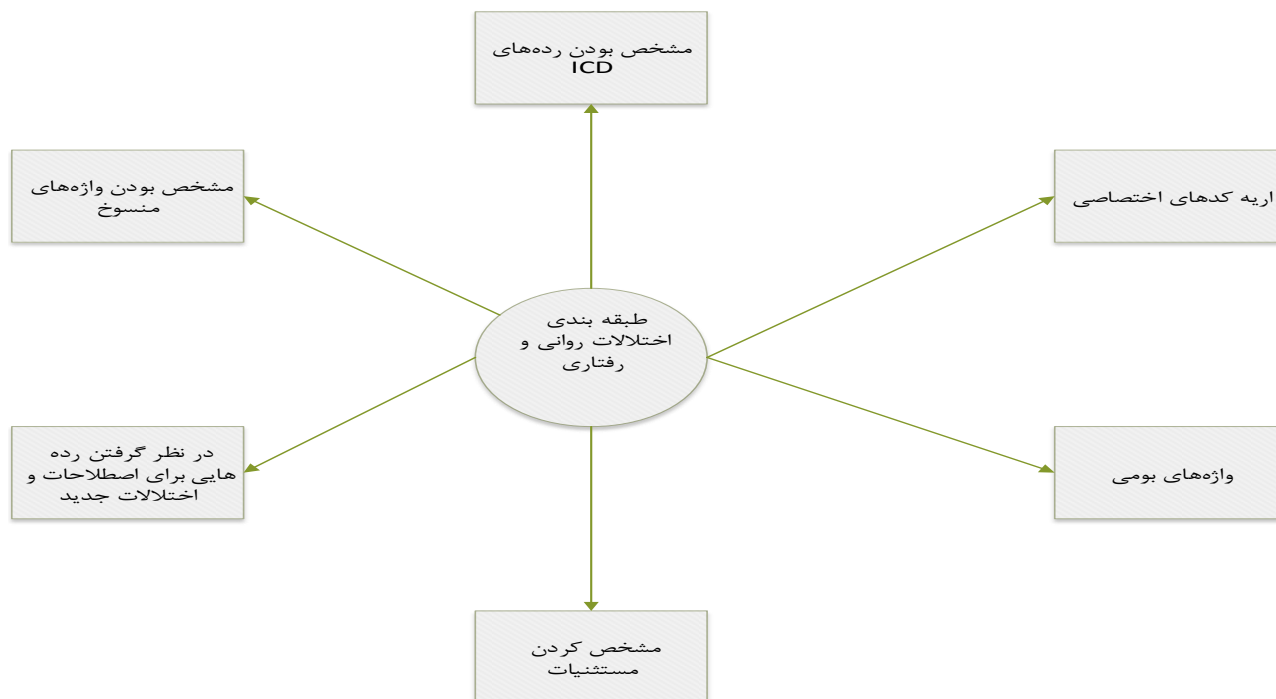 مشخص بودن رده‌های
ICD
مشخص بودن واژه‌های
منسوخ
اریه کدهای اختصاصی
طبقه بندی
اختلالات روانی و
رفتاری
در نظر گرفتن رده
هایی برای اصطلاحات و
اختلالات جدید
واژه‌های بومی
مشخص کردن
مستثنیات